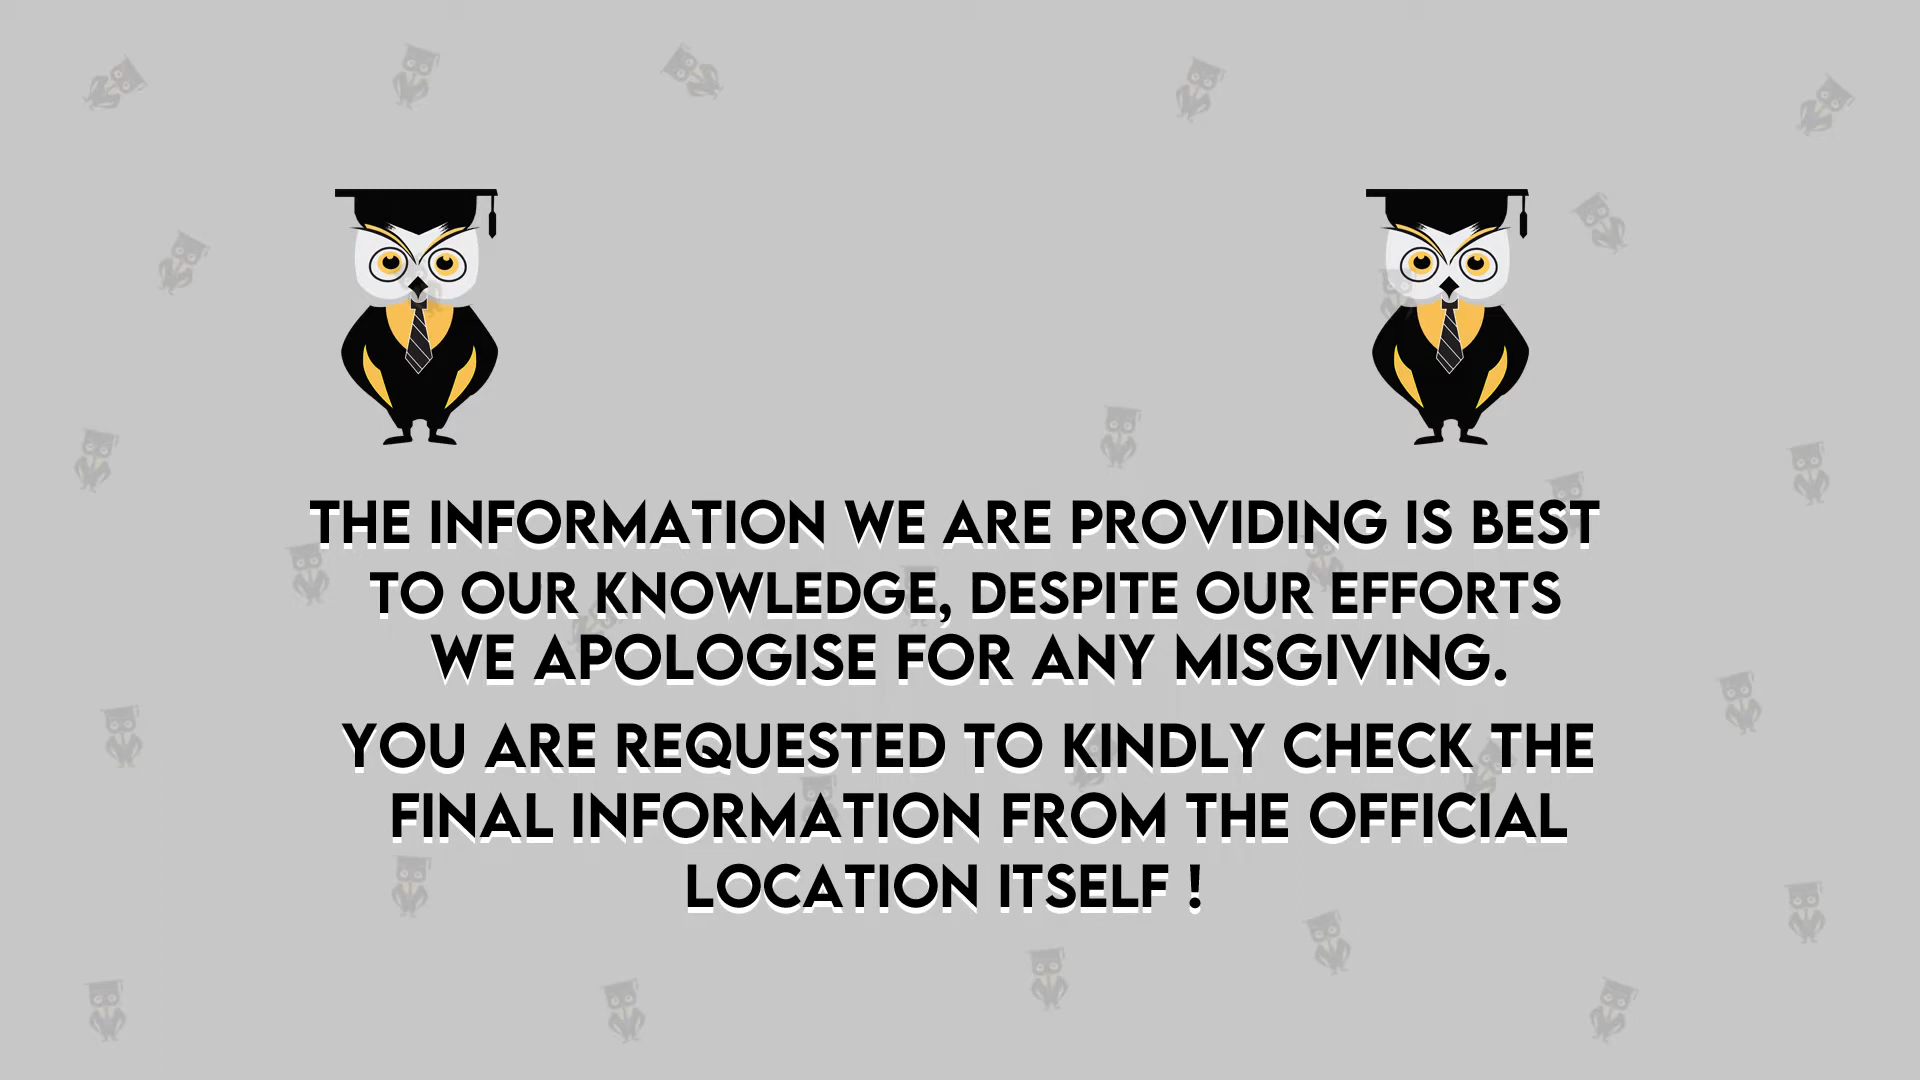 THE INFORMATION WE ARE PROVIDING IS BEST
TO OUR KNOWLEDGE, DESPITE OUR EFFORTS
WE APOLOGISE FOR ANY MISGIVING.
YOU ARE REQUESTED TO KINDLY CHECK THE
FINAL INFORMATION FROM THE OFFICIAL
LOCATION ITSELF !